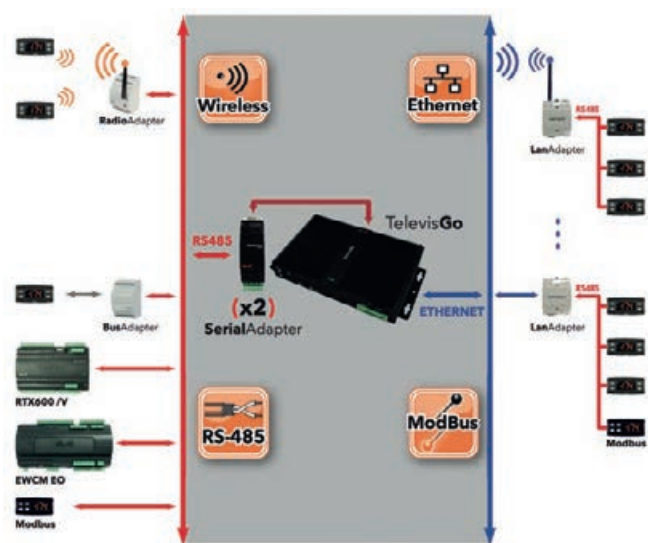 Wireless
Ethernet
RadioAdapter
RS485
LanAdapter
TelevisGo
RS485
(x2)
SerialAdapter
ETHERNET
BusAdapter
RS485
LanAdapter
RTX600 /V
RS-485
ModBus
Modbus
EWCM EO
Modbus